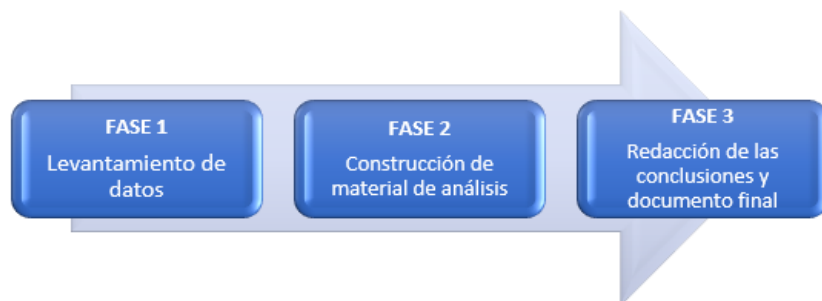 FASE 1
Levantamiento de
datos
FASE 2
Construcción de
material de análisis
FASE 3
Redacción de las
conclusiones y
documento final